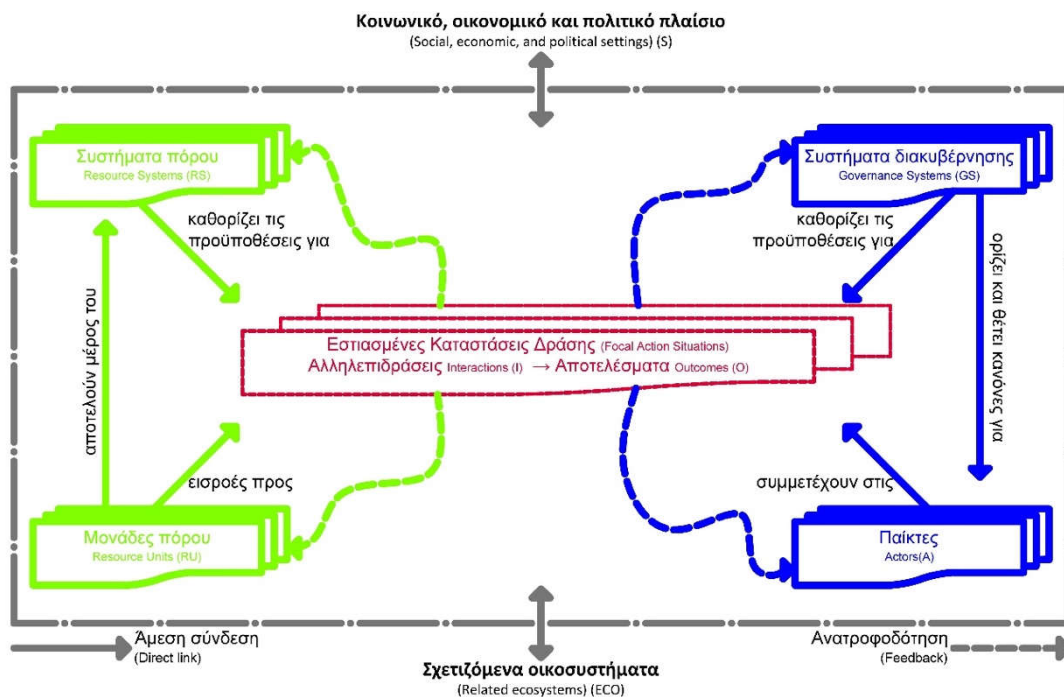 Κοινωνικό, οικονομικό και πολιτικό πλαίσιο
(Social, economic, and political settings) (S)
Συστήματα πόρου
Resource Systems (RS)
Συστήματα διακυβέρνησης
Governance Systems (GS)
καθορίζει τις
προϋποθέσεις για
καθορίζει τις
προϋποθέσεις για
αποτελούν μέρος του
ορίζει και θέτει κανόνες για
Εστιασμένες Καταστάσεις Δράσης (Focal Action Situations)
Αλληλεπιδράσεις Interactions (I) → Αποτελέσματα Outcomes (O)
εισροές προς
συμμετέχουν στις
Μονάδες πόρου
Resource Units (RU)
Παίκτες
Actors(A)
Άμεση σύνδεση
(Direct link)
Ανατροφοδότηση
(Feedback)
Σχετιζόμενα οικοσυστήματα
(Related ecosystems) (ECO)